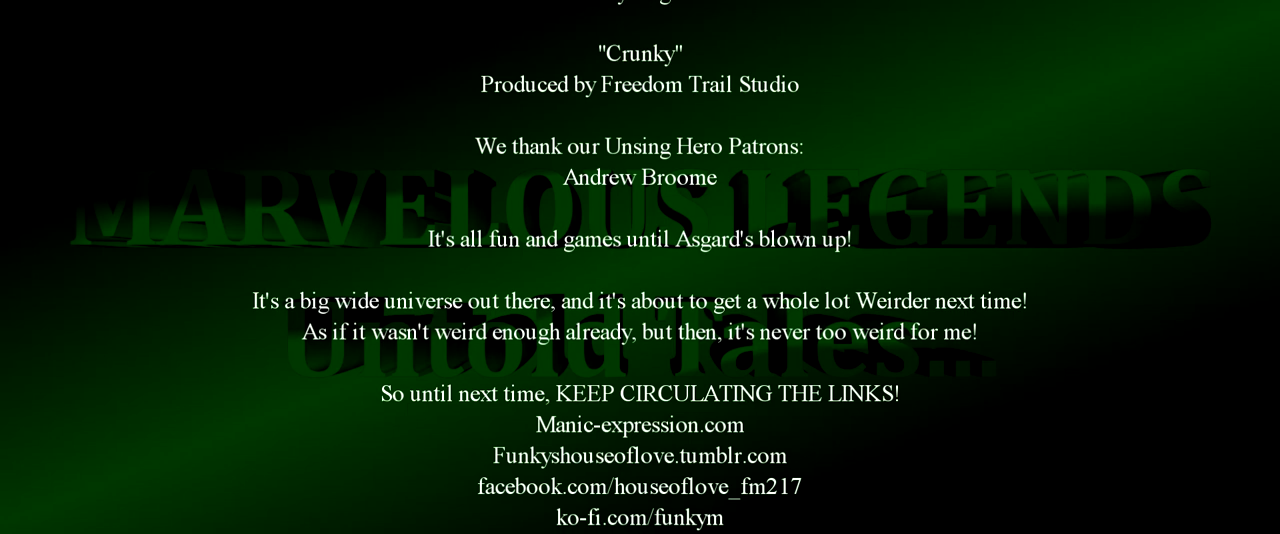 "Crunky"
Produced by Freedom Trail Studio
We thank our Unsing Hero Patrons:
Andrew Broome
MARVELOUS LEGENDS
It's all fun and games until Asgard's blown up!
It's a big wide universe out there, and it's about to get a whole lot Weirder next time!
As if it wasn't weird enough already, but then, it's never too weird for me!
Untold Tales...
So until next time, KEEP CIRCULATING THE LINKS!
Manic-expression.com
Funkyshouseoflove.tumblr.com
facebook.com/houseoflove_fm217
ko-fi.com/funkym